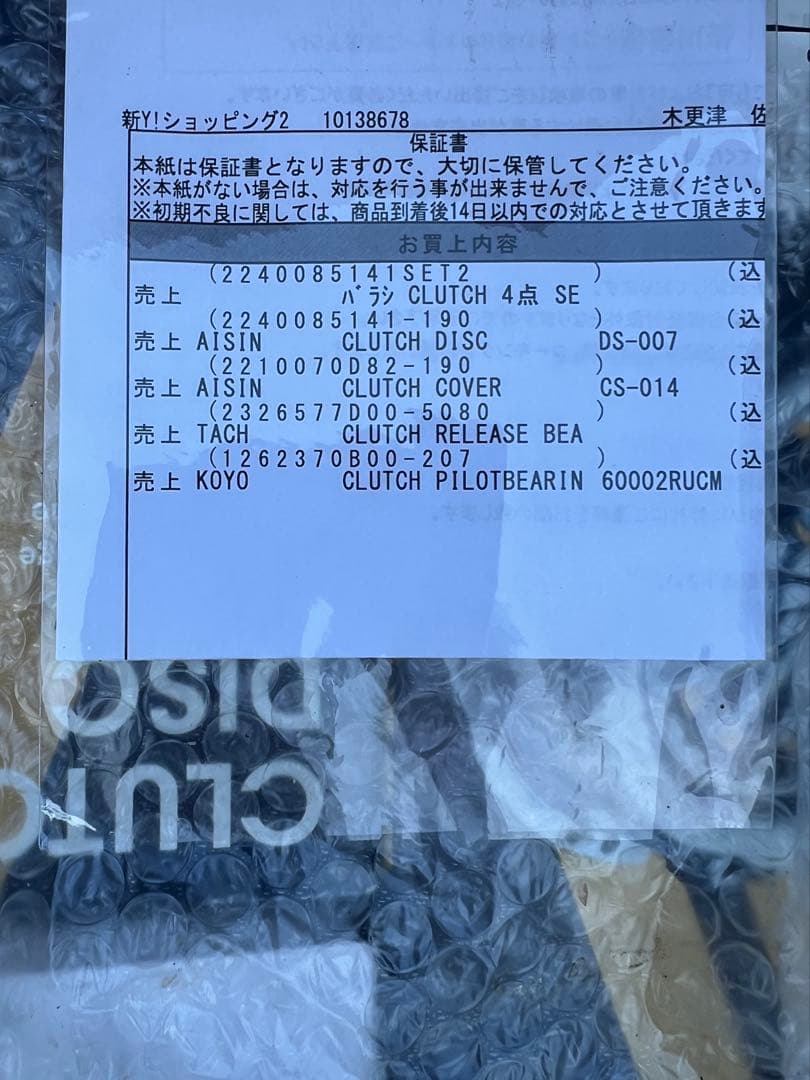 新Y!ショッピング2 10138678 木更津 佐
保証書
本紙は保証書となりますので、大切に保管してください。
※本紙がない場合は、対応を行う事が出来ませんで、ご注意ください。
※初期不良に関しては、商品到着後14日以内での対応とさせて頂きます
お買上内容
(2240085141SET2 ) (込
売上 バラシ CLUTCH 4点 SE
(2240085141-190 ) (込
売上 AISIN CLUTCH DISC DS-007
(2210070D82-190 ) (込
売上 AISIN CLUTCH COVER CS-014
(2326577D00-5080 ) (込
売上 TACH CLUTCH RELEASE BEA
(1262370B00-207 ) (込
売上 KOYO CLUTCH PILOTBEARIN 60002RUCM
DISC
CLUTC